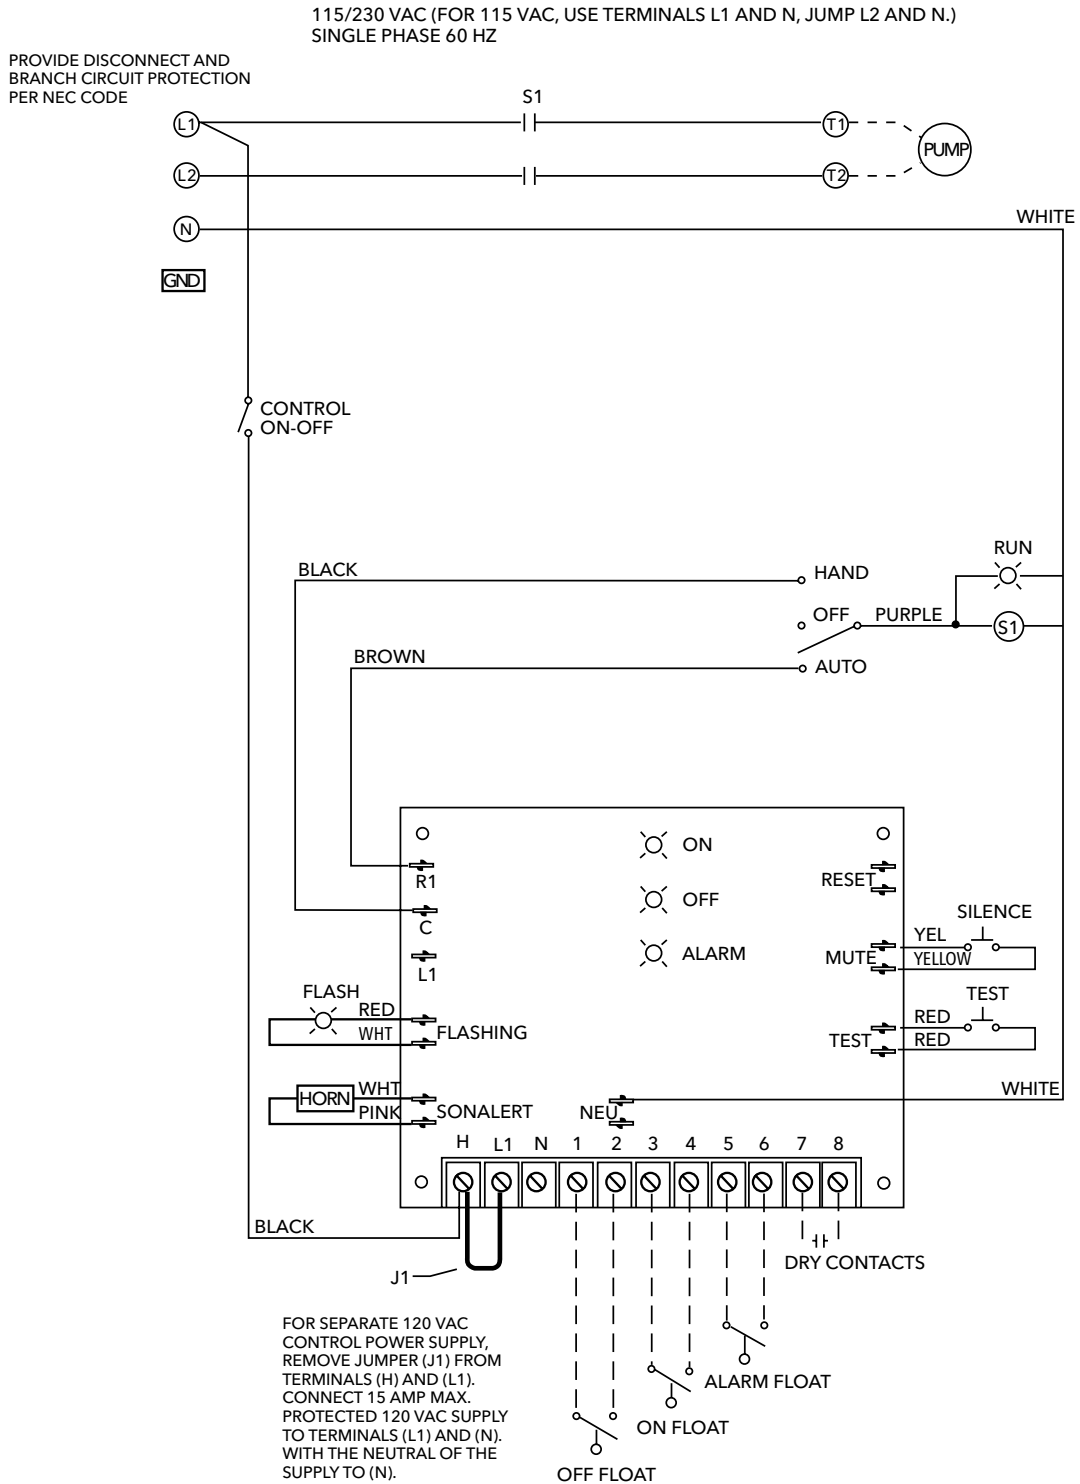 115/230 VAC (FOR 115 VAC, USE TERMINALS L1 AND N, JUMP L2 AND N.)
SINGLE PHASE 60 HZ
PROVIDE DISCONNECT AND
BRANCH CIRCUIT PROTECTION
PER NEC CODE
S1
L1
T1
PUMP
L2
T2
N
WHITE
GND
CONTROL
ON-OFF
RUN
BLACK
HAND
OFF
PURPLE
S1
BROWN
AUTO
ON
R1
RESET
OFF
C
SILENCE
YEL
ALARM
MUTE
YELLOW
L1
FLASH
TEST
RED
RED
WHT
FLASHING
TEST
RED
WHT
WHITE
HORN
PINK
SONALERT
NEU
H L1 N 1 2 3 4 5 6 7 8
BLACK
DRY CONTACTS
J1
FOR SEPARATE 120 VAC
CONTROL POWER SUPPLY,
REMOVE JUMPER (J1) FROM
TERMINALS (H) AND (L1).
CONNECT 15 AMP MAX.
PROTECTED 120 VAC SUPPLY
TO TERMINALS (L1) AND (N).
WITH THE NEUTRAL OF THE
SUPPLY TO (N).
ALARM FLOAT
ON FLOAT
OFF FLOAT